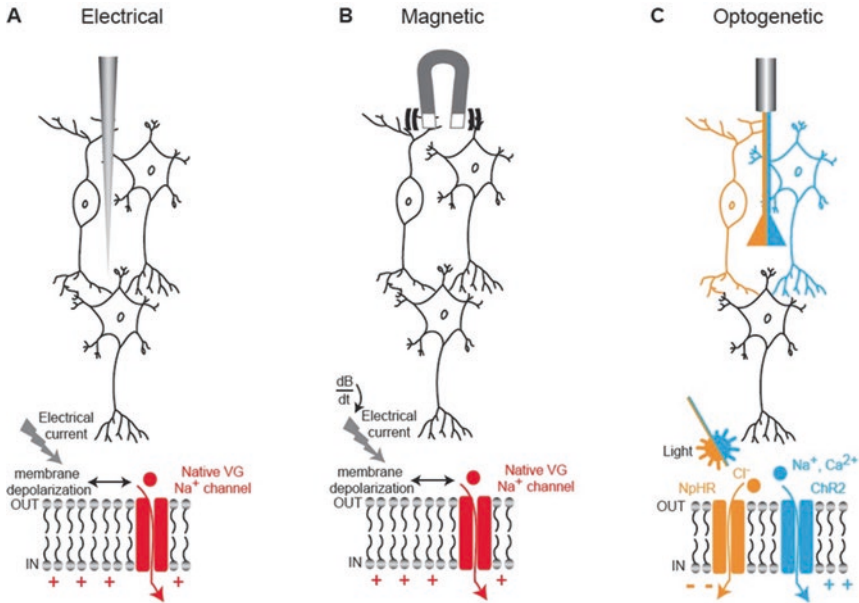 A Electrical
B Magnetic
C Optogenetic
Electrical
current
membrane
depolarization
Native VG
Na⁺ channel
OUT
IN
+ + + +
dB
dt
Electrical
current
membrane
depolarization
Native VG
Na⁺ channel
OUT
IN
+ + + +
Light
Cl⁻
Na⁺, Ca²⁺
NpHR
ChR2
OUT
IN
- - + +